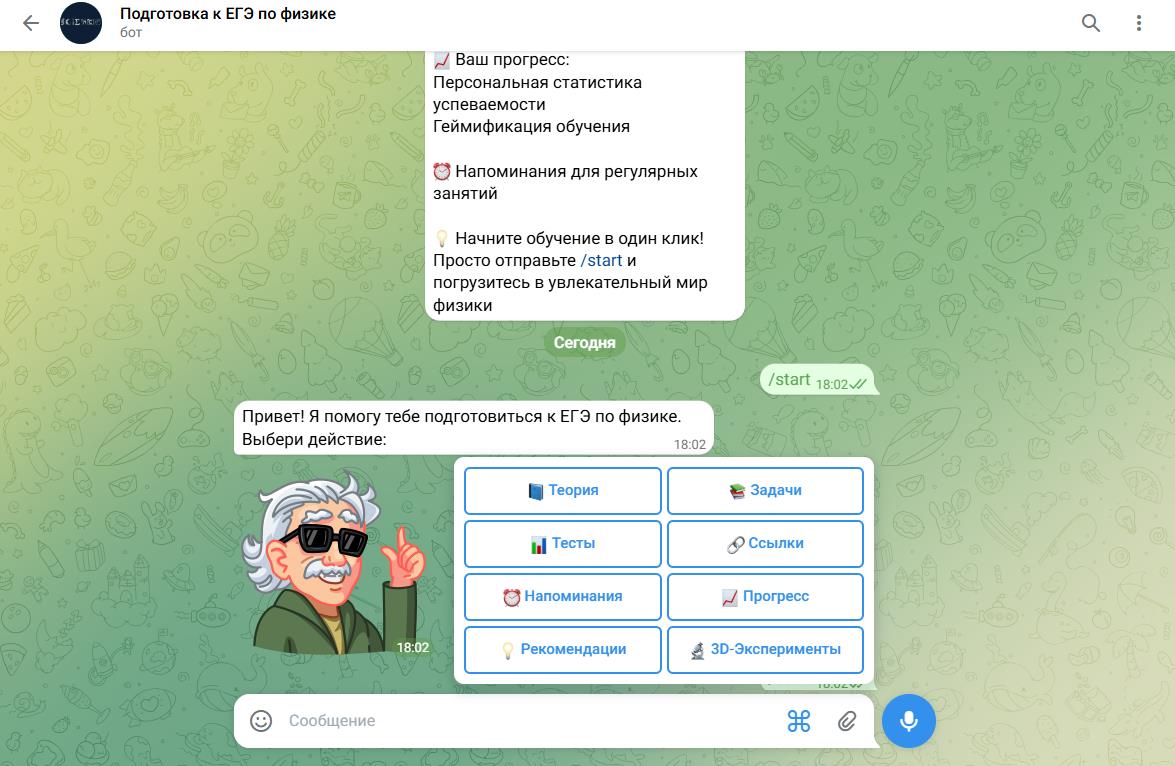 Подготовка к ЕГЭ по физике
бот
📈 Ваш прогресс:
Персональная статистика
успеваемости
Геймификация обучения
⏰ Напоминания для регулярных
занятий
💡 Начните обучение в один клик!
Просто отправьте /start и
погрузитесь в увлекательный мир
физики
Сегодня
/start 18:02
Привет! Я помогу тебе подготовиться к ЕГЭ по физике.
Выбери действие:
18:02
18:02
📘 Теория
📚 Задачи
📊 Тесты
🔗 Ссылки
⏰ Напоминания
📈 Прогресс
💡 Рекомендации
🔬 3D-Эксперименты
18:02
Сообщение